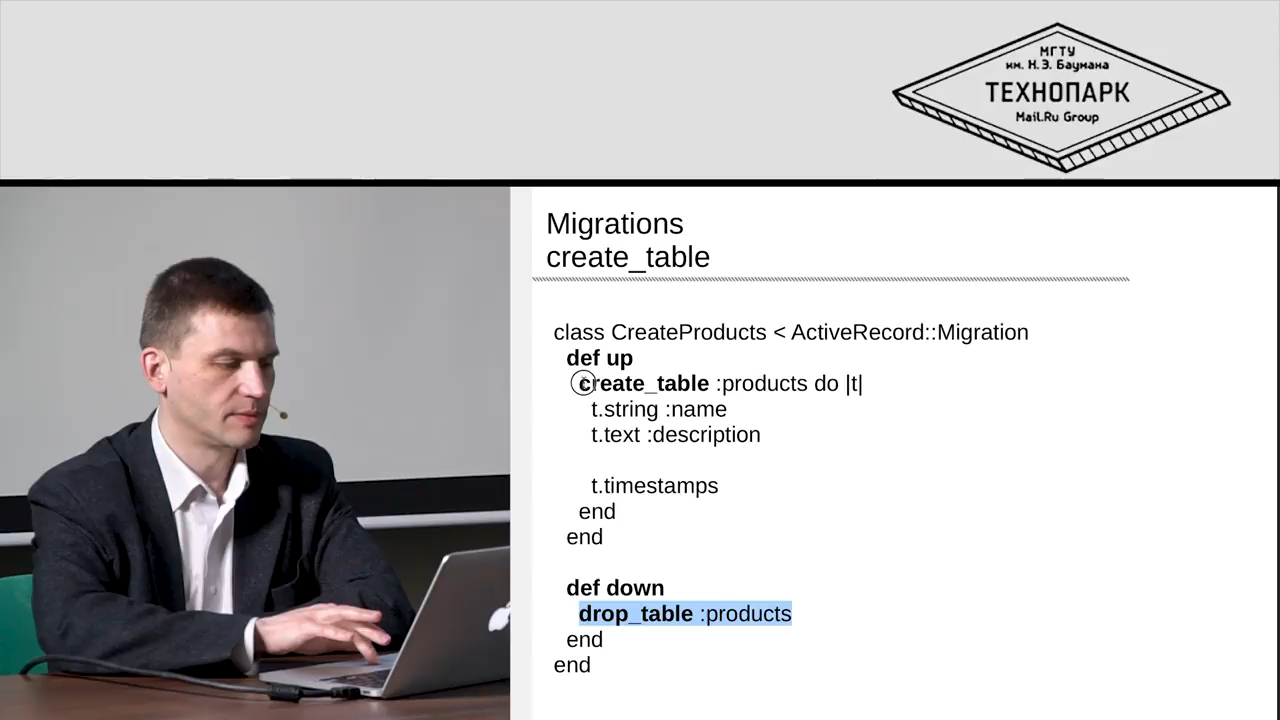 МГТУ
им. Н.Э. Баумана
ТЕХНОПАРК
Mail.Ru Group
Migrations
create_table
class CreateProducts < ActiveRecord::Migration
def up
create_table :products do |t|
t.string :name
t.text :description
t.timestamps
end
end
def down
drop_table :products
end
end